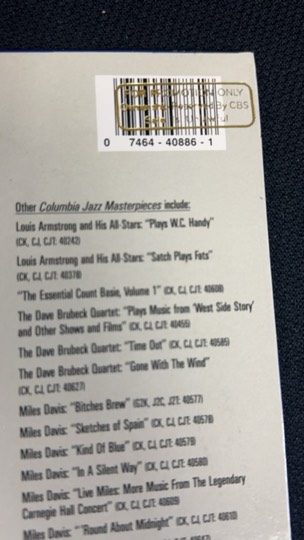 FOR PROMOTION ONLY
By CBS
0 7464-40886-1
Other Columbia Jazz Masterpieces include:
Louis Armstrong and His All-Stars: "Plays W.C. Handy"
(CK, CJ, CJT: 40242)
Louis Armstrong and His All-Stars: "Satch Plays Fats"
(CK, CJ, CJT: 40378)
"The Essential Count Basie, Volume 1" (CK, CJ, CJT: 40608)
The Dave Brubeck Quartet: "Plays Music from 'West Side Story'
and Other Shows and Films" (CK, CJ, CJT: 40455)
The Dave Brubeck Quartet: "Time Out" (CK, CJ, CJT: 40585)
The Dave Brubeck Quartet: "Gone With The Wind"
(CK, CJ, CJT: 40627)
Miles Davis: "Bitches Brew" (G2K, J2C, J2T: 40577)
Miles Davis: "Sketches of Spain" (CK, CJ, CJT: 40578)
Miles Davis: "Kind Of Blue" (CK, CJ, CJT: 40579)
Miles Davis: "In A Silent Way" (CK, CJ, CJT: 40580)
Miles Davis: "Live Miles: More Music From The Legendary
Carnegie Hall Concert" (CK, CJ, CJT: 40609)
Miles Davis: "'Round About Midnight" (CK, CJ, CJT: 40610)